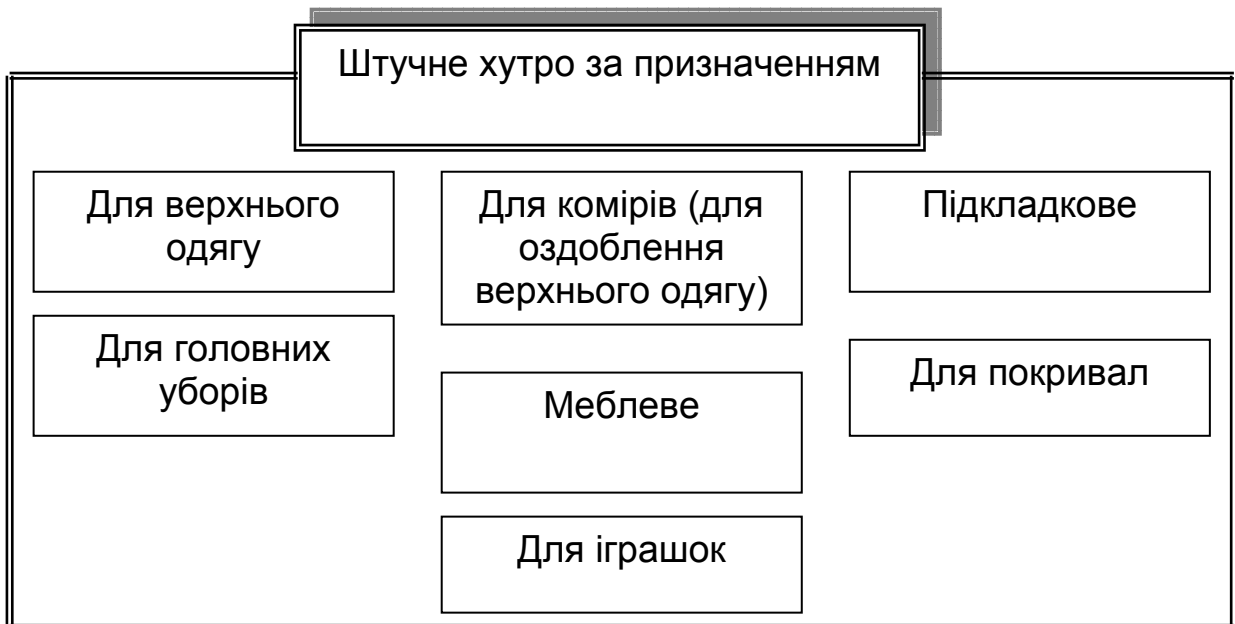 Штучне хутро за призначенням
Для верхнього
одягу
Для комірів (для
оздоблення
верхнього одягу)
Підкладкове
Для головних
уборів
Меблеве
Для покривал
Для іграшок